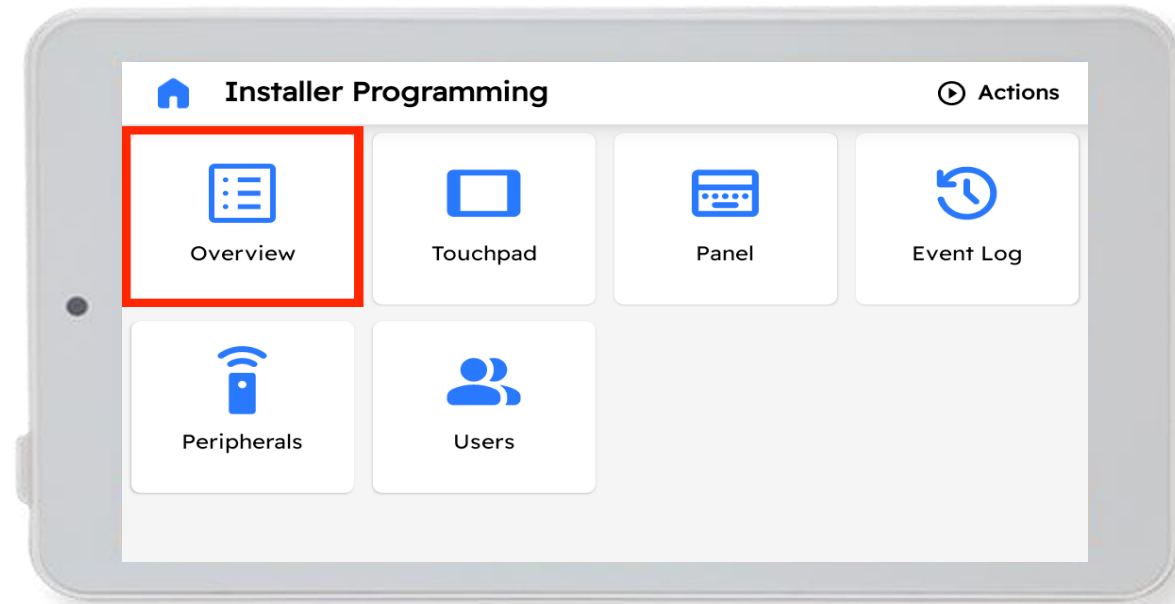 Installer Programming
Actions
Overview
Touchpad
Panel
Event Log
Peripherals
Users